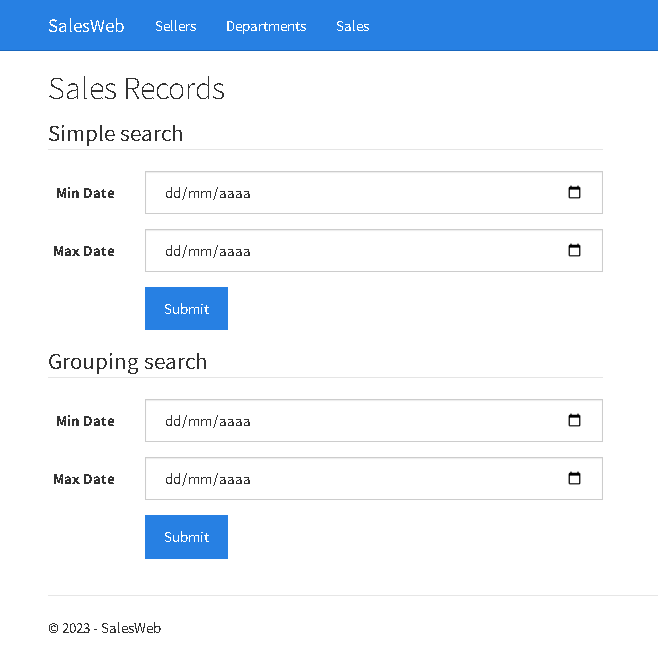 SalesWeb Sellers Departments Sales
Sales Records
Simple search
Min Date dd/mm/aaaa
Max Date dd/mm/aaaa
Submit
Grouping search
Min Date dd/mm/aaaa
Max Date dd/mm/aaaa
Submit
© 2023 - SalesWeb